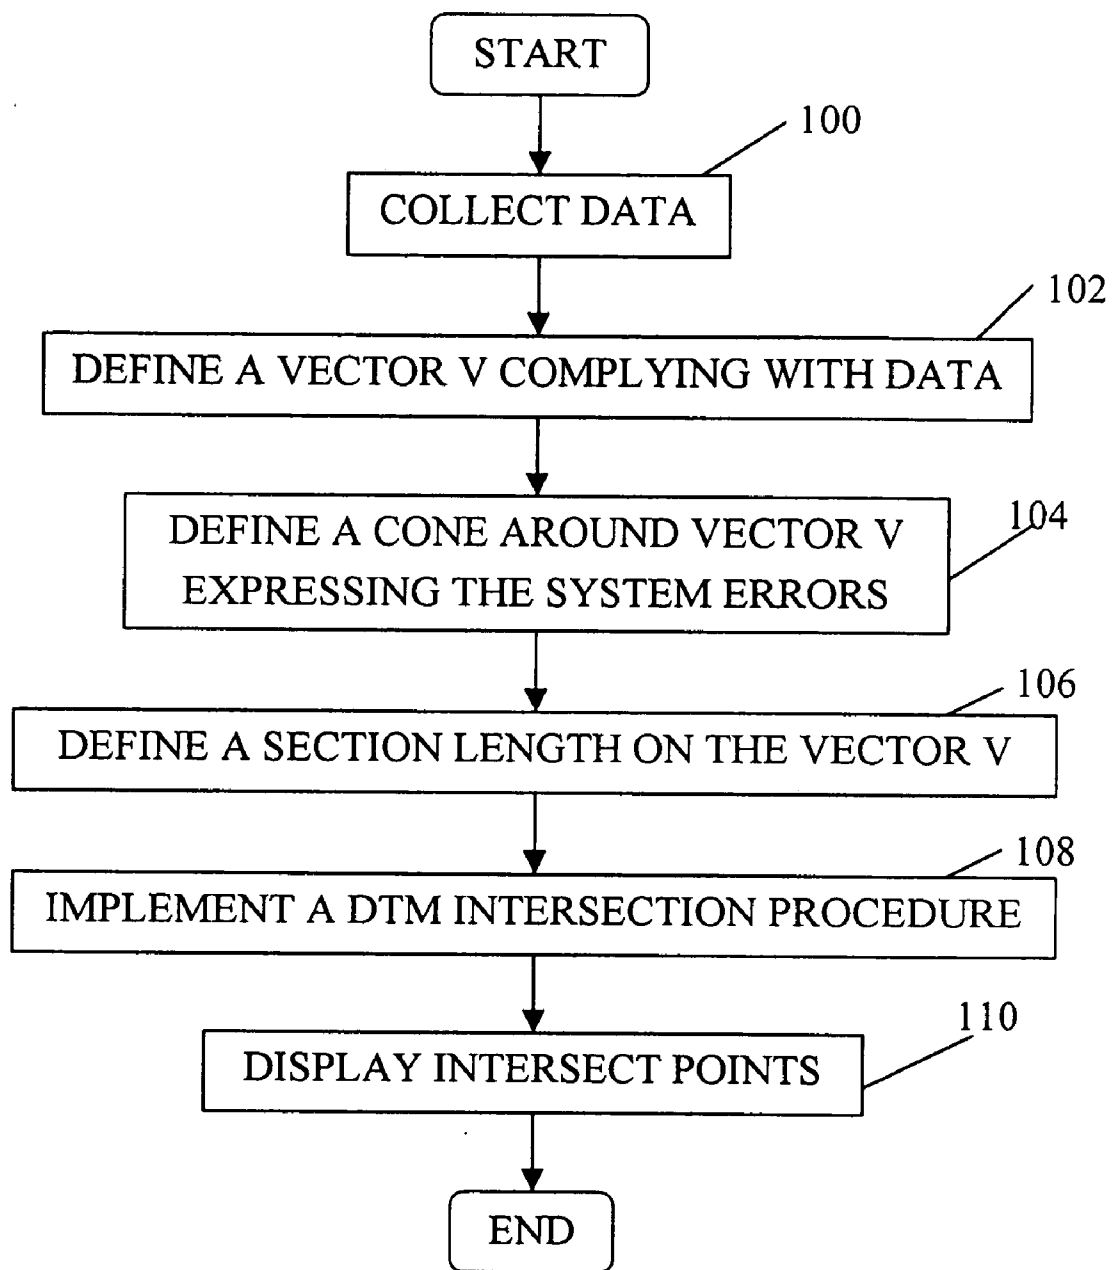 START
100
COLLECT DATA
102
DEFINE A VECTOR V COMPLYING WITH DATA
104
DEFINE A CONE AROUND VECTOR V
EXPRESSING THE SYSTEM ERRORS
106
DEFINE A SECTION LENGTH ON THE VECTOR V
108
IMPLEMENT A DTM INTERSECTION PROCEDURE
110
DISPLAY INTERSECT POINTS
END